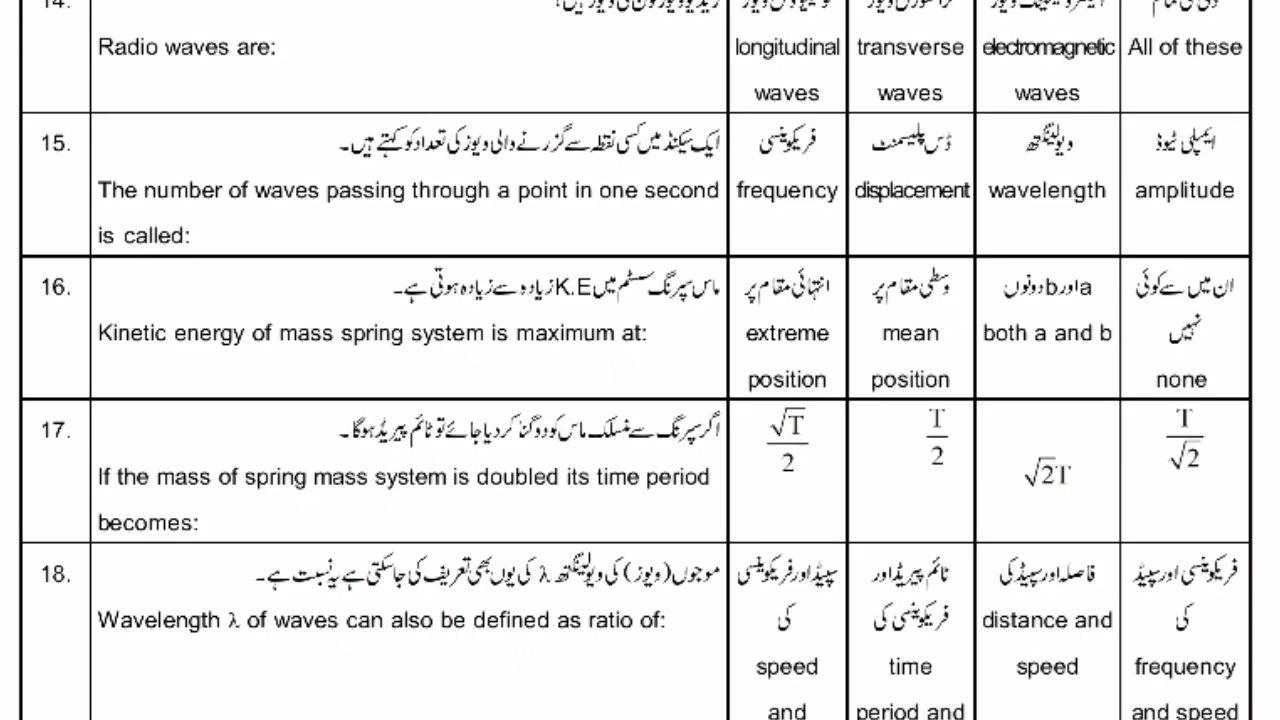 14.
Radio waves are:
longitudinal waves
transverse waves
electromagnetic waves
All of these
15.
ایک سیکنڈ میں کسی نقطہ سے گزرنے والی ویوز کی تعداد کو کہتے ہیں۔
The number of waves passing through a point in one second
is called:
فریکوئنسی
frequency
ڈس پلیسمنٹ
displacement
ویولینگتھ
wavelength
ایمپلی ٹیوڈ
amplitude
16.
ماس سپرنگ سسٹم میں K.E زیادہ سے زیادہ ہوتی ہے۔
Kinetic energy of mass spring system is maximum at:
انتہائی مقام پر
extreme
position
وسطی مقام پر
mean
position
a اور b دونوں
both a and b
ان میں سے کوئی
نہیں
none
17.
اگر سپرنگ سے منسلک ماس کو دوگنا کر دیا جائے تو ٹائم پیریڈ ہوگا۔
If the mass of spring mass system is doubled its time period
becomes:
√T/2
T/2
√2T
T/√2
18.
موجوں (ویوز) کی ویولینگتھ λ کی یوں بھی تعریف کی جاسکتی ہے یہ نسبت ہے۔
Wavelength λ of waves can also be defined as ratio of:
سپیڈ اور فریکوئنسی
کی
speed
and
ٹائم پیریڈ اور
فریکوئنسی کی
time
period and
فاصلہ اور سپیڈ کی
distance and
speed
فریکوئنسی اور سپیڈ
کی
frequency
and speed